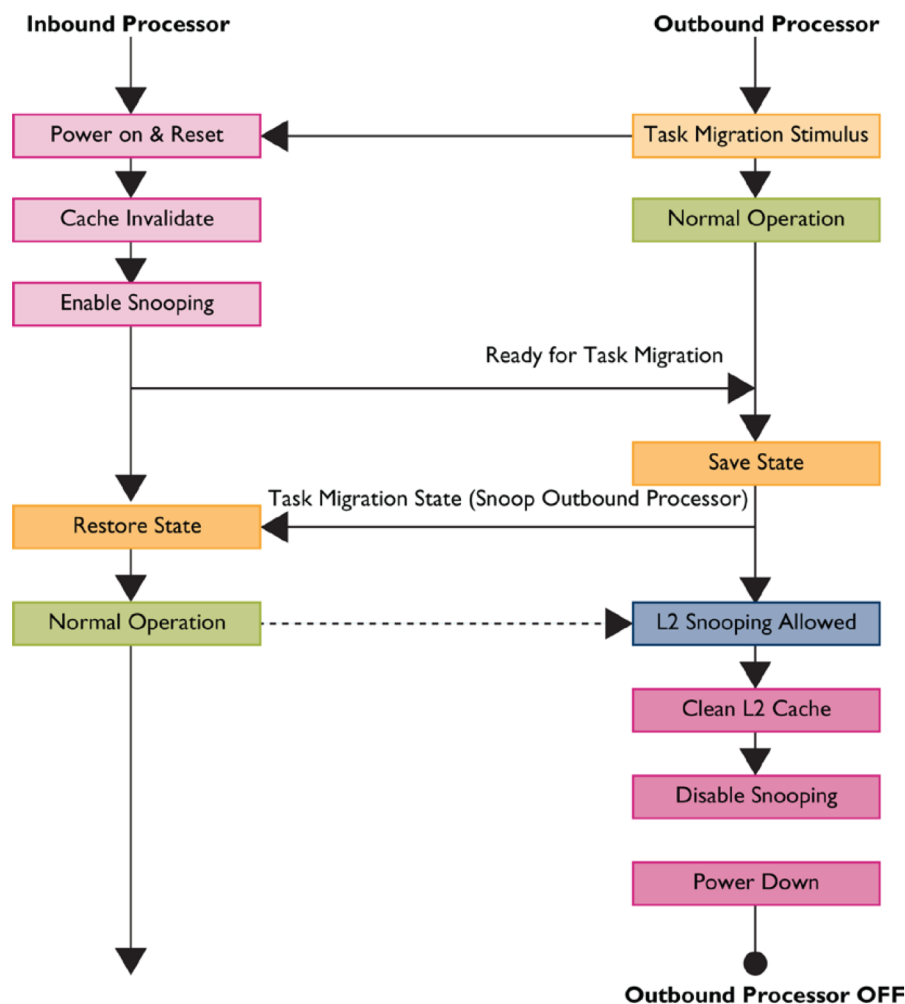 Inbound Processor
Outbound Processor
Power on & Reset
Task Migration Stimulus
Cache Invalidate
Normal Operation
Enable Snooping
Ready for Task Migration
Save State
Task Migration State (Snoop Outbound Processor)
Restore State
Normal Operation
L2 Snooping Allowed
Clean L2 Cache
Disable Snooping
Power Down
Outbound Processor OFF